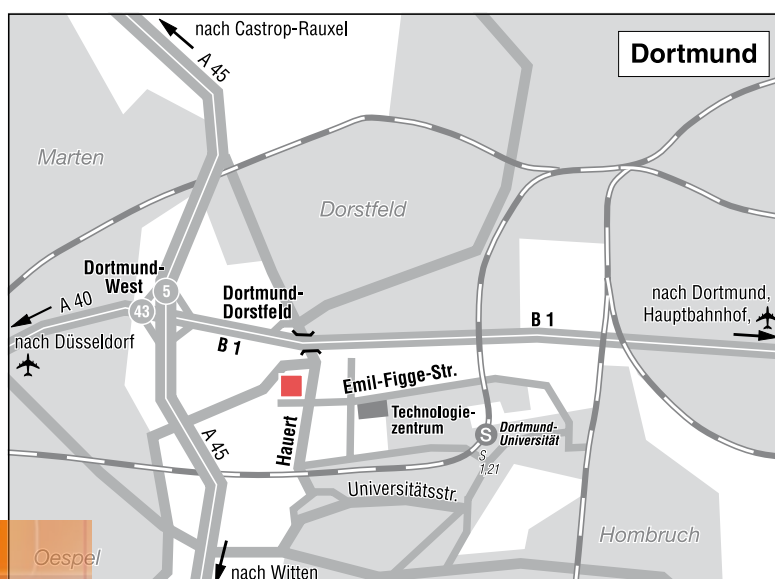 nach Castrop-Rauxel
Dortmund
A 45
Marten
Dorstfeld
Dortmund-
West
5
43
A 40
nach Düsseldorf
Dortmund-
Dorstfeld
B 1
B 1
nach Dortmund,
Hauptbahnhof,
Emil-Figge-Str.
Technologie-
zentrum
Hauert
A 45
S
Dortmund-
Universität
S
1,21
Universitätsstr.
Hombruch
Oespel
nach Witten